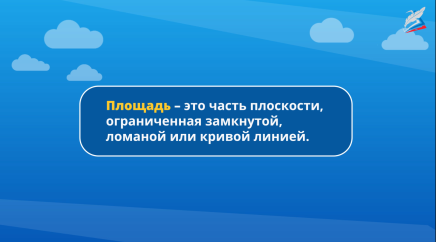 Площадь – это часть плоскости,
ограниченная замкнутой,
ломаной или кривой линией.